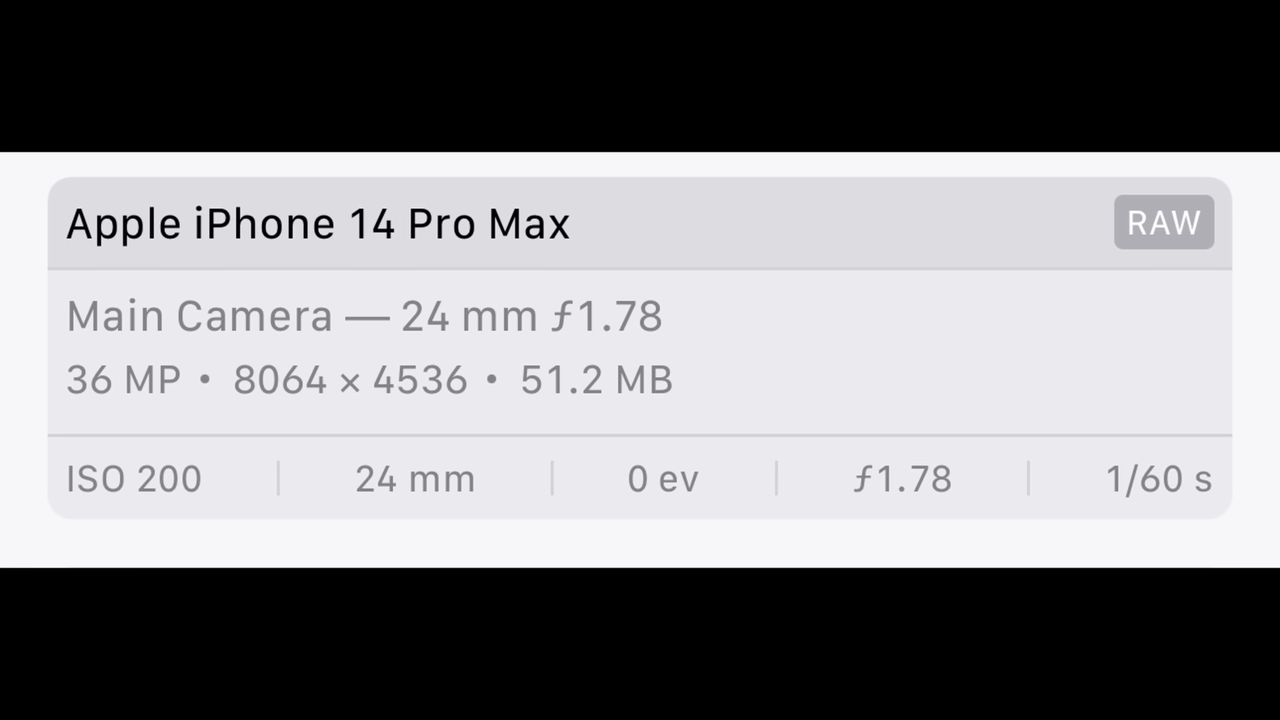 Apple iPhone 14 Pro Max RAW
Main Camera — 24 mm ƒ1.78
36 MP • 8064 × 4536 • 51.2 MB
ISO 200 | 24 mm | 0 ev | ƒ1.78 | 1/60 s